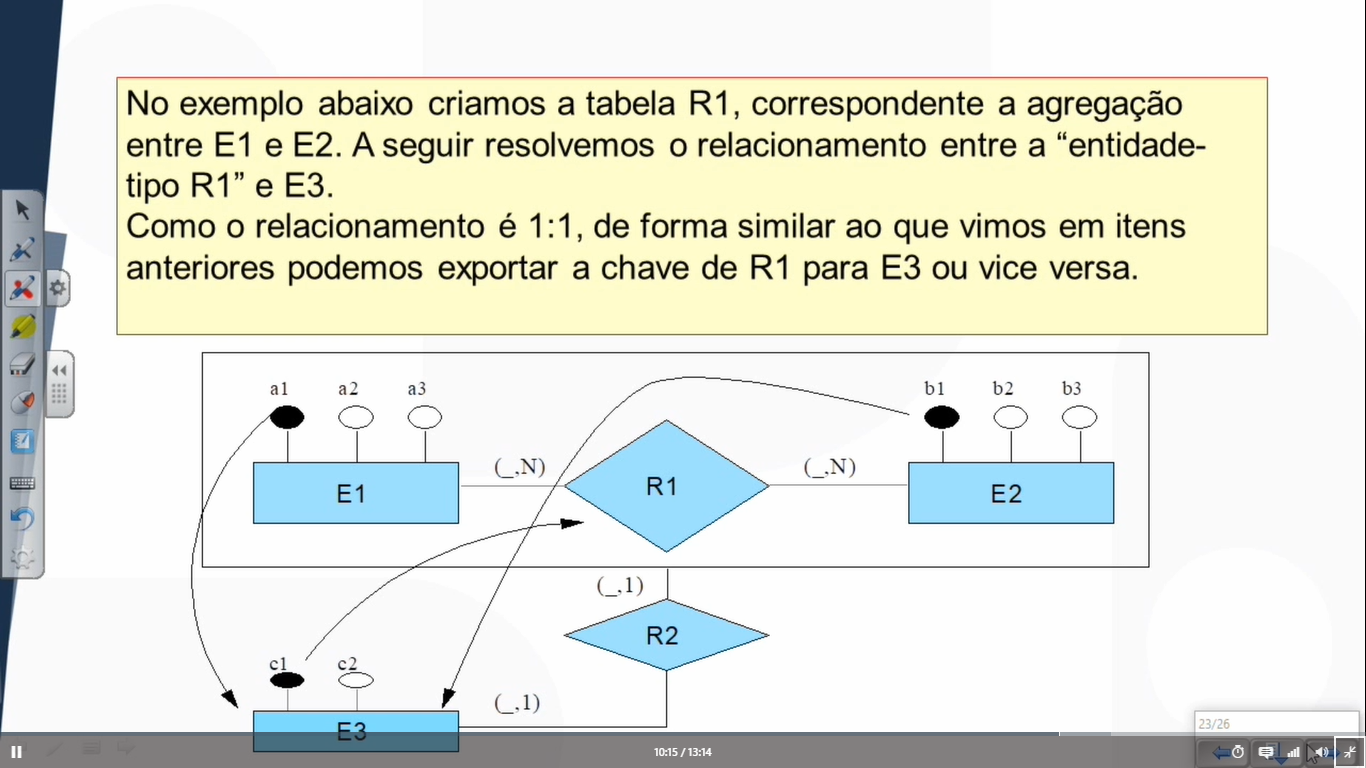 No exemplo abaixo criamos a tabela R1, correspondente a agregação
entre E1 e E2. A seguir resolvemos o relacionamento entre a “entidade-
tipo R1” e E3.
Como o relacionamento é 1:1, de forma similar ao que vimos em itens
anteriores podemos exportar a chave de R1 para E3 ou vice versa.
a1 a2 a3 b1 b2 b3
(_,N) (_,N)
E1 R1 E2
(_,1)
R2
c1 c2
(_,1)
E3
23/26
10:15 / 13:14